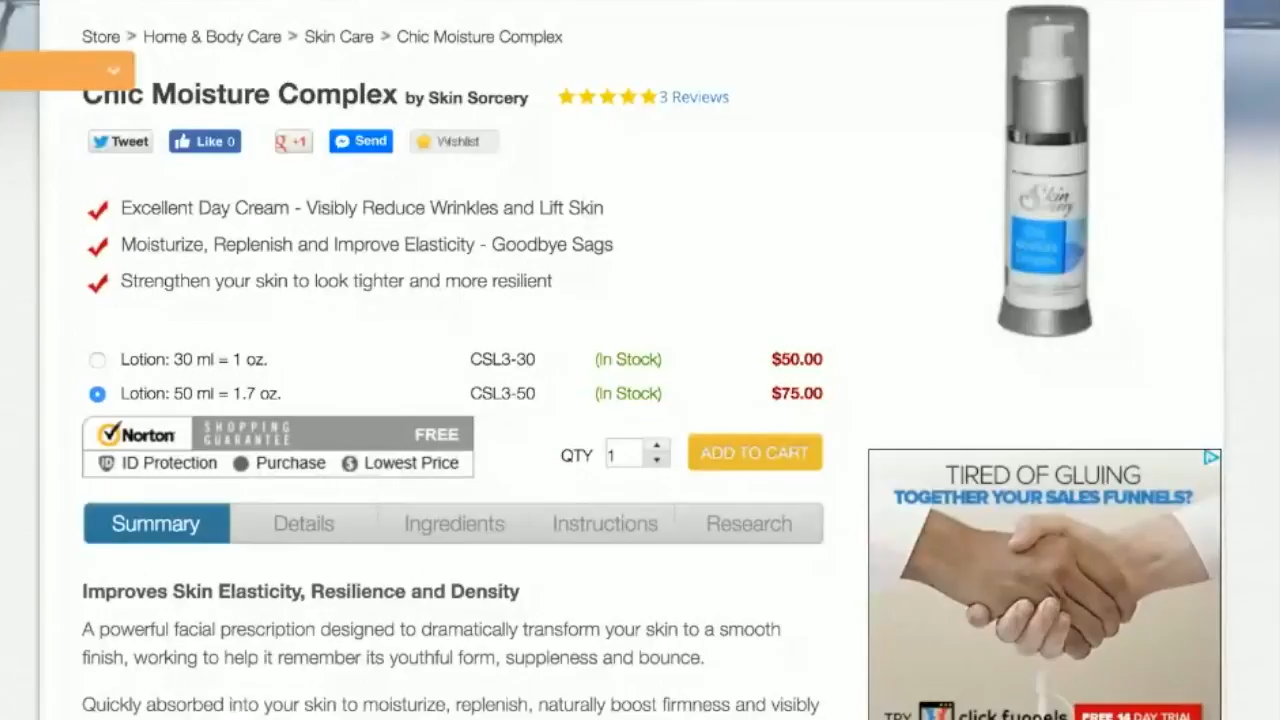 Store > Home & Body Care > Skin Care > Chic Moisture Complex
Chic Moisture Complex by Skin Sorcery 3 Reviews
Tweet Like 0 g +1 Send Wishlist
Excellent Day Cream - Visibly Reduce Wrinkles and Lift Skin
Moisturize, Replenish and Improve Elasticity - Goodbye Sags
Strengthen your skin to look tighter and more resilient
Lotion: 30 ml = 1 oz. CSL3-30 (In Stock) $50.00
Lotion: 50 ml = 1.7 oz. CSL3-50 (In Stock) $75.00
Norton SHOPPING GUARANTEE FREE
ID Protection Purchase Lowest Price
QTY 1 ADD TO CART
Summary Details Ingredients Instructions Research
Improves Skin Elasticity, Resilience and Density
A powerful facial prescription designed to dramatically transform your skin to a smooth
finish, working to help it remember its youthful form, suppleness and bounce.
Quickly absorbed into your skin to moisturize, replenish, naturally boost firmness and visibly
Skin
TIRED OF GLUING
TOGETHER YOUR SALES FUNNELS?
TRY click funnels FREE 14 DAY TRIAL